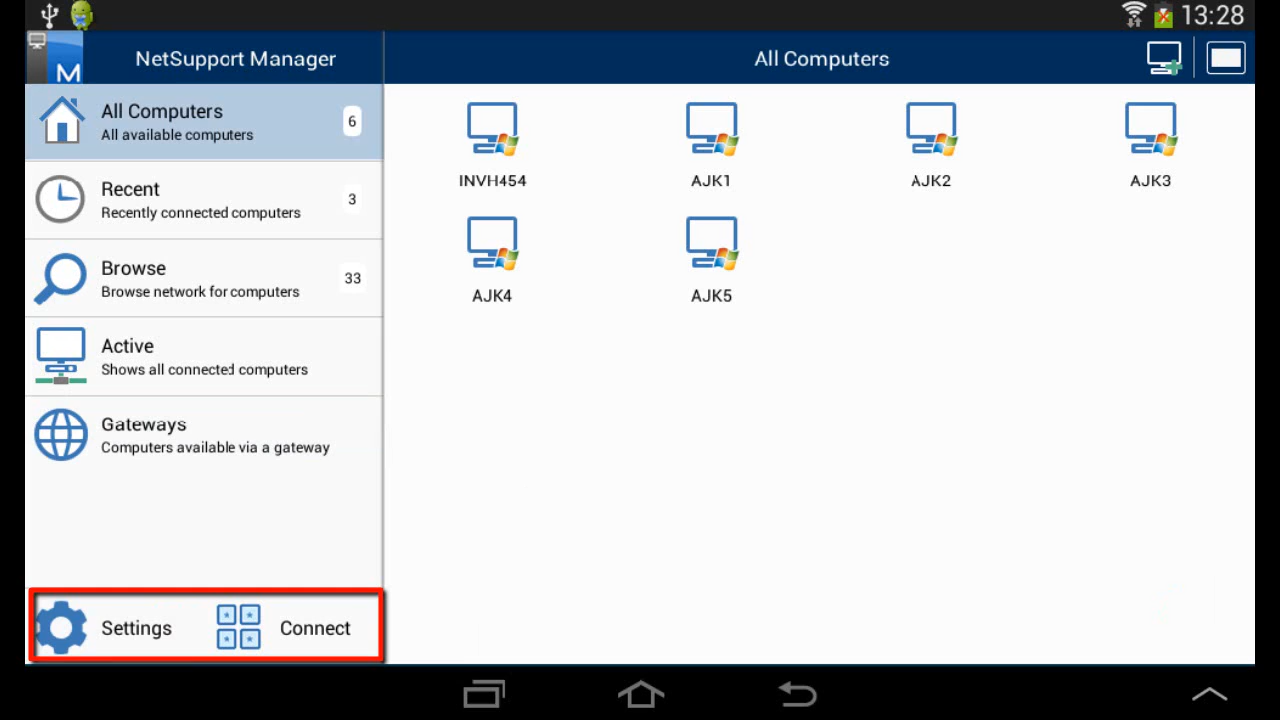 13:28
M
NetSupport Manager
All Computers
All Computers
All available computers
6
Recent
Recently connected computers
3
Browse
Browse network for computers
33
Active
Shows all connected computers
Gateways
Computers available via a gateway
Settings
Connect
INVH454
AJK1
AJK2
AJK3
AJK4
AJK5